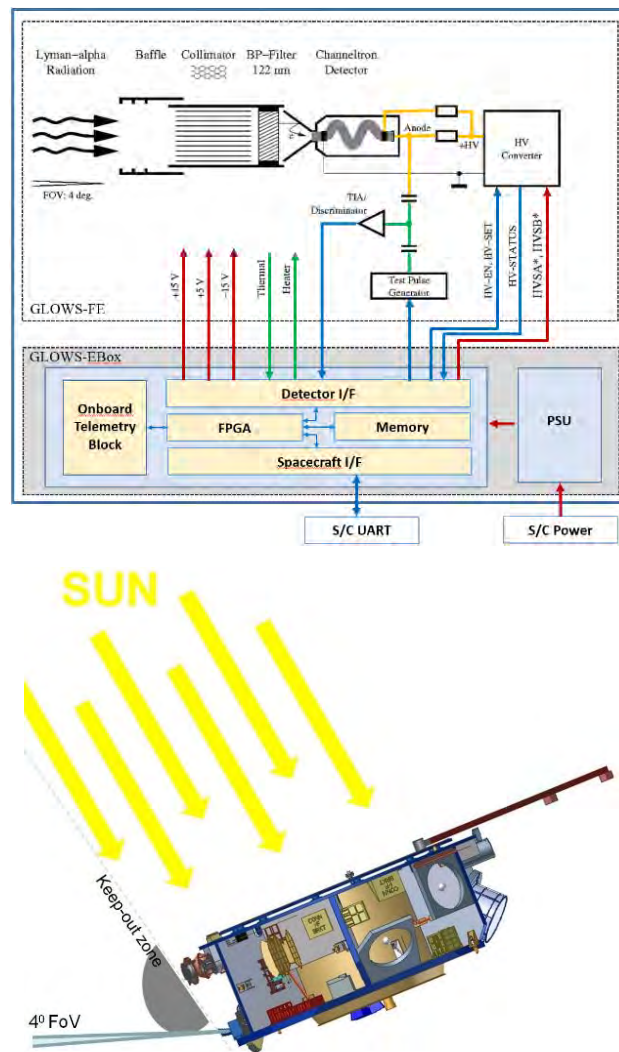 Lyman−alpha Radiation
Baffle
Collimator
BP−Filter 122 nm
Channeltron Detector
Anode
+HV
HV Converter
FOV: 4 deg.
TIA/ Discriminator
+15 V
+5 V
−15 V
Thermal
Heater
Test Pulse Generator
HV-EN, HV-SET
HV-STATUS
HVSA*, HVSB*
GLOWS-FE
GLOWS-EBox
Onboard Telemetry Block
Detector I/F
FPGA
Memory
Spacecraft I/F
PSU
S/C UART
S/C Power
SUN
Keep-out zone
4⁰ FoV